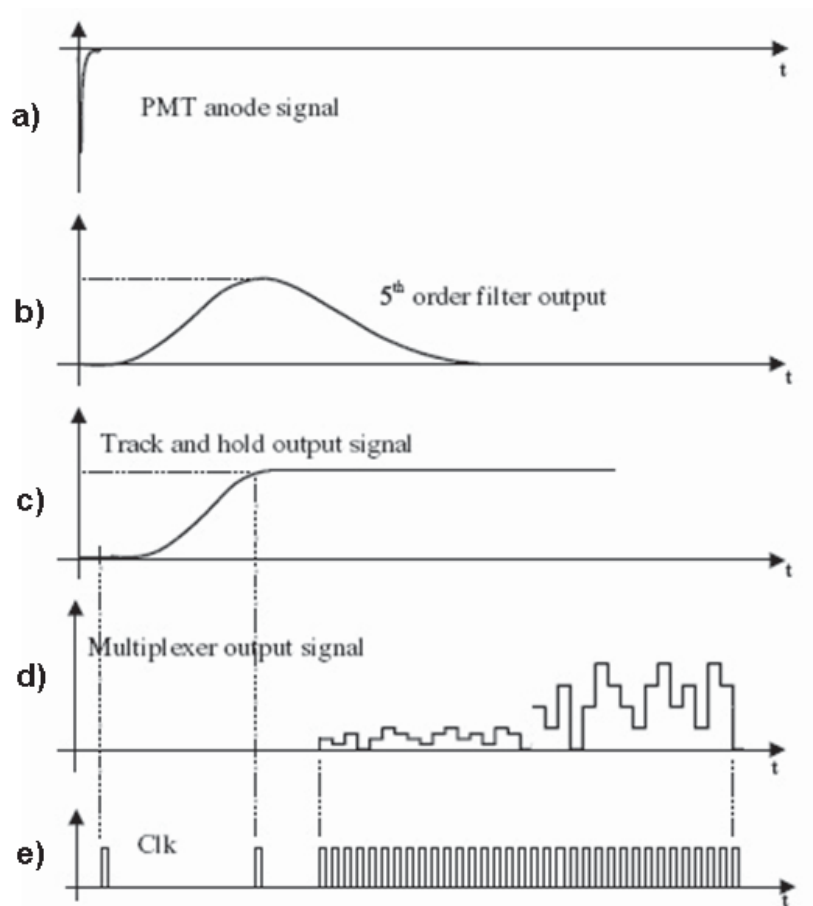 t
a)
PMT anode signal
b)
5th order filter output
t
Track and hold output signal
c)
t
Multiplexer output signal
d)
t
Clk
e)
t